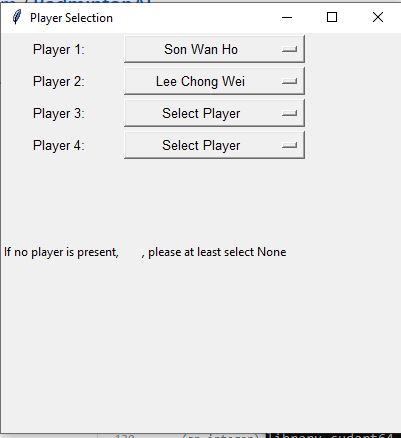 Player Selection
Player 1: Son Wan Ho
Player 2: Lee Chong Wei
Player 3: Select Player
Player 4: Select Player
If no player is present, , please at least select None